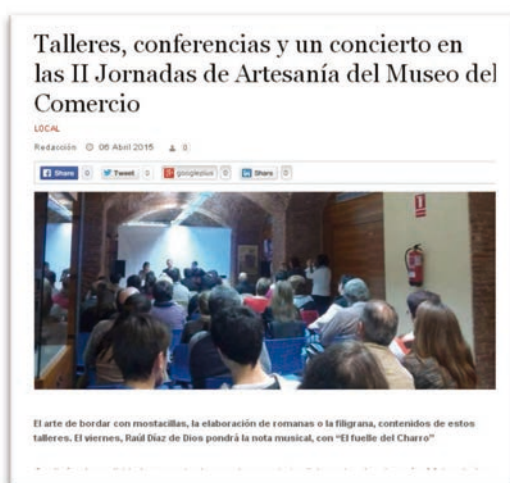 Talleres, conferencias y un concierto en
las II Jornadas de Artesanía del Museo del
Comercio
LOCAL
Redacción 06 Abril 2015 0
Share 0 Tweet 0 googleplus 0 Share 0
El arte de bordar con mostacillas, la elaboración de romanas o la filigrana, contenidos de estos
talleres. El viernes, Raúl Díaz de Dios pondrá la nota musical, con "El fuelle del Charro"